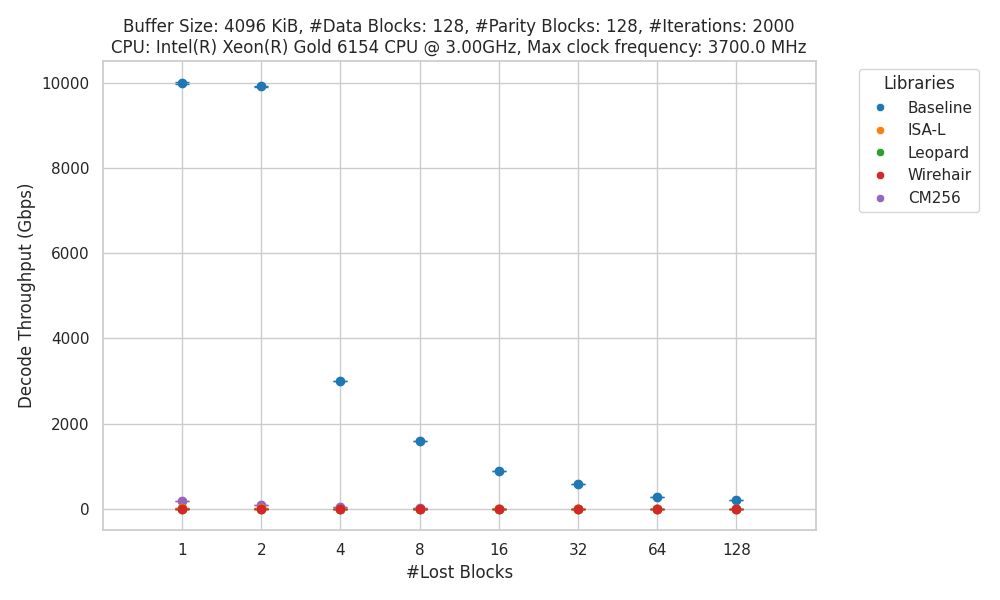 Buffer Size: 4096 KiB, #Data Blocks: 128, #Parity Blocks: 128, #Iterations: 2000
CPU: Intel(R) Xeon(R) Gold 6154 CPU @ 3.00GHz, Max clock frequency: 3700.0 MHz
Decode Throughput (Gbps)
10000
8000
6000
4000
2000
0
1 2 4 8 16 32 64 128
#Lost Blocks
Libraries
Baseline
ISA-L
Leopard
Wirehair
CM256